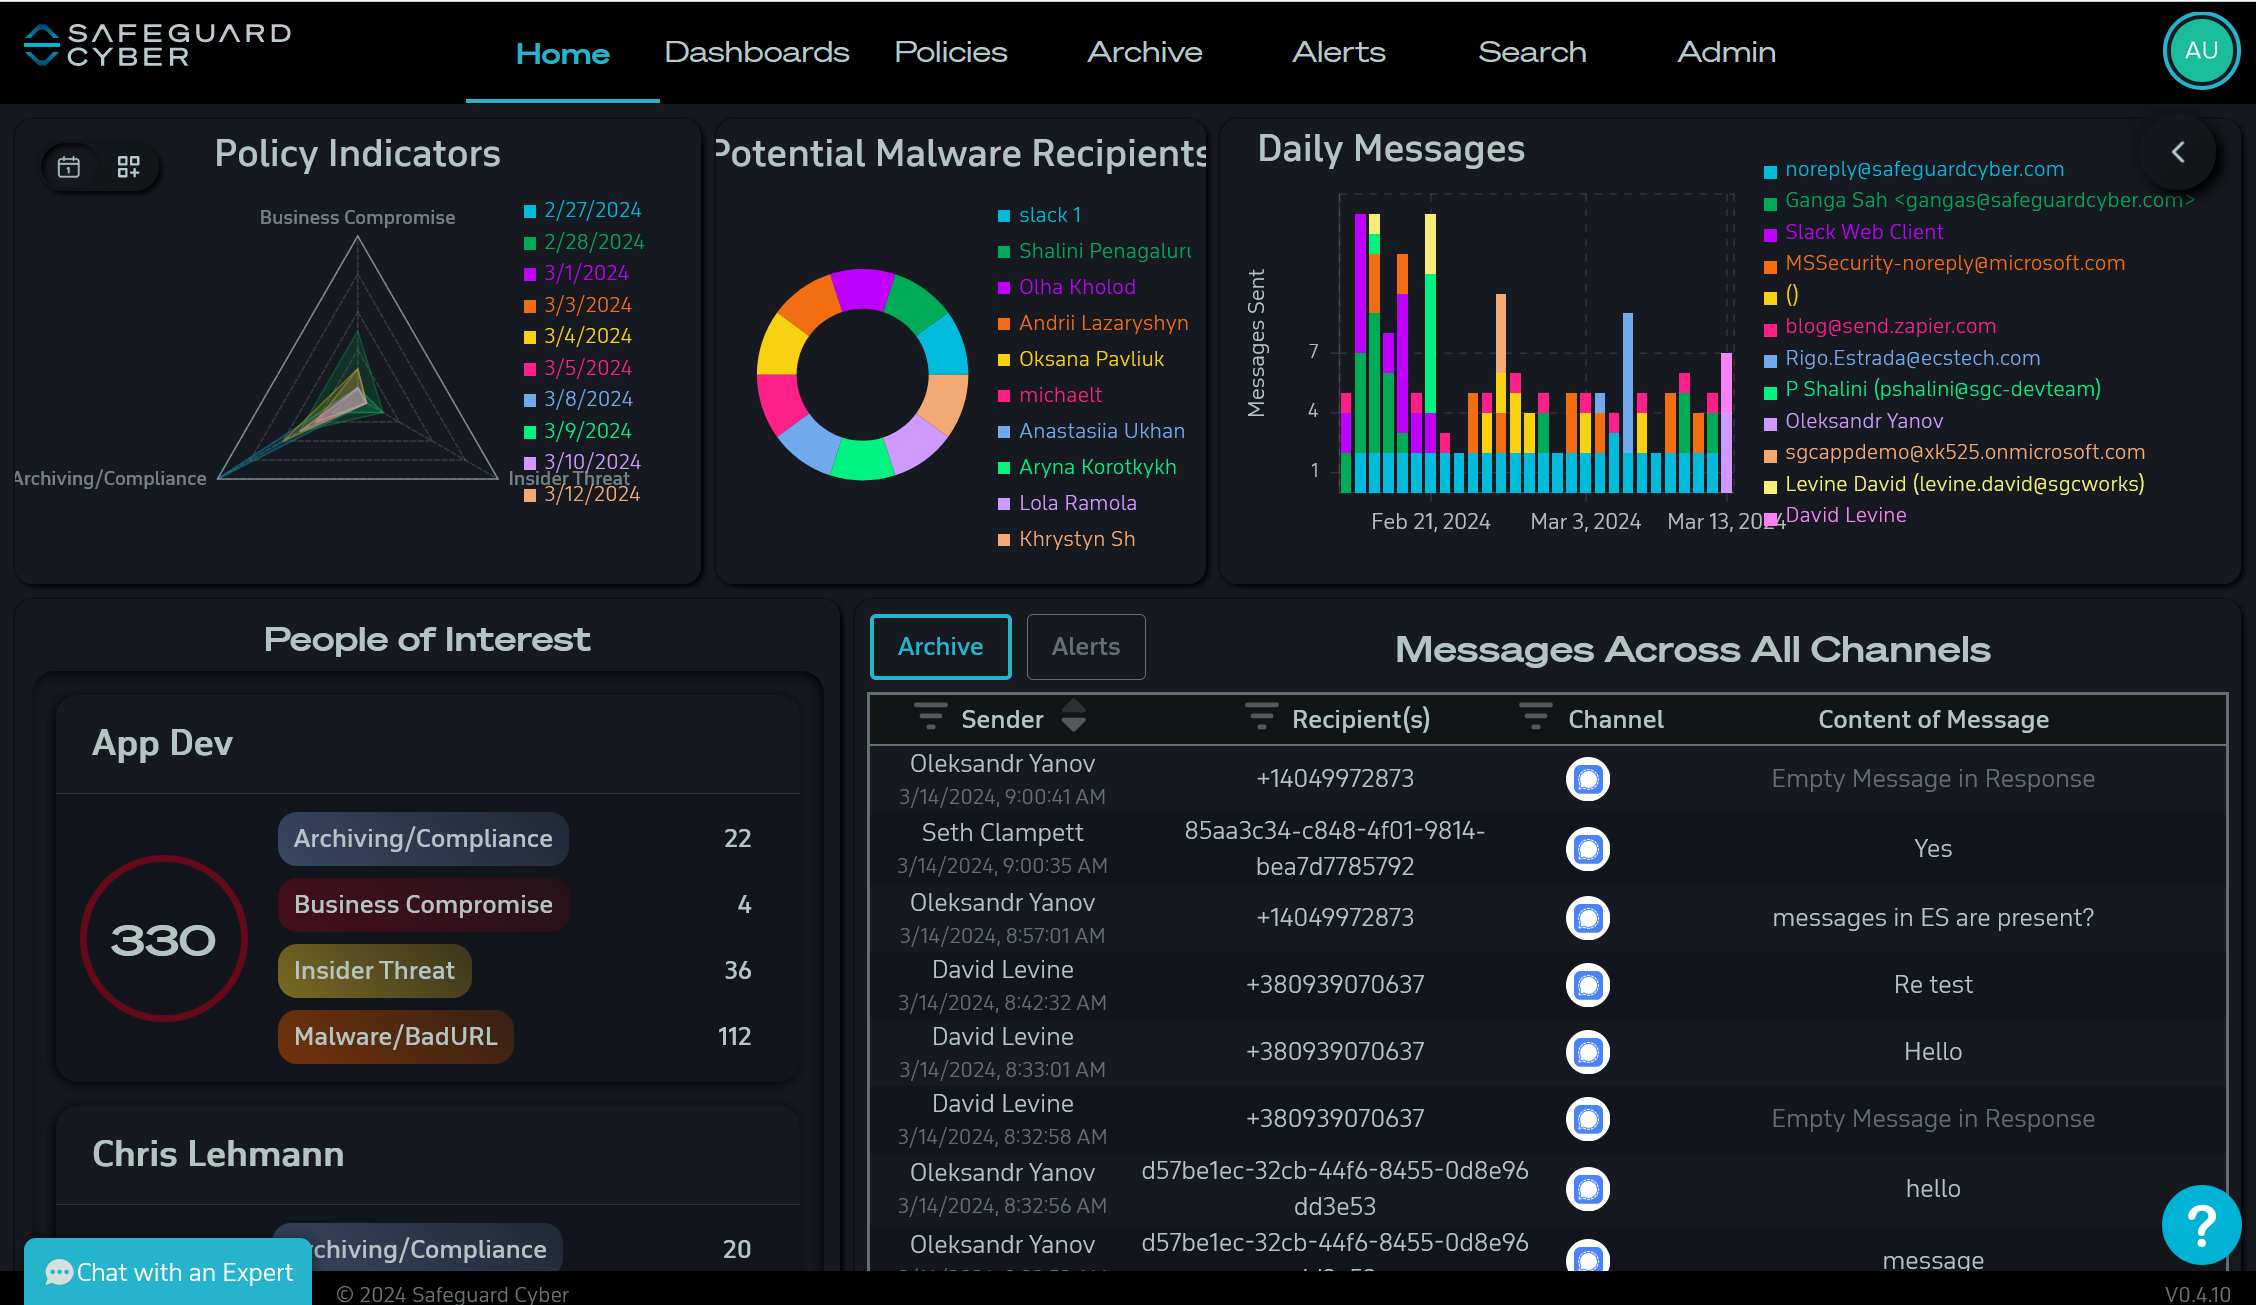 SAFEGUARD
CYBER
Home
Dashboards
Policies
Archive
Alerts
Search
Admin
AU
1
Policy Indicators
Business Compromise
Archiving/Compliance
Insider Threat
2/27/2024
2/28/2024
3/1/2024
3/3/2024
3/4/2024
3/5/2024
3/8/2024
3/9/2024
3/10/2024
3/12/2024
Potential Malware Recipients
slack 1
Shalini Penagaluru
Olha Kholod
Andrii Lazaryshyn
Oksana Pavliuk
michaelt
Anastasiia Ukhan
Aryna Korotkykh
Lola Ramola
Khrystyn Sh
Daily Messages
Messages Sent
7
4
1
Feb 21, 2024
Mar 3, 2024
Mar 13, 2024
noreply@safeguardcyber.com
Ganga Sah <gangas@safeguardcyber.com>
Slack Web Client
MSSecurity-noreply@microsoft.com
()
blog@send.zapier.com
Rigo.Estrada@ecstech.com
P Shalini (pshalini@sgc-devteam)
Oleksandr Yanov
sgcappdemo@xk525.onmicrosoft.com
Levine David (levine.david@sgcworks)
David Levine
People of Interest
App Dev
330
Archiving/Compliance 22
Business Compromise 4
Insider Threat 36
Malware/BadURL 112
Chris Lehmann
rchiving/Compliance 20
Archive
Alerts
Messages Across All Channels
Sender Recipient(s) Channel Content of Message
Oleksandr Yanov
3/14/2024, 9:00:41 AM
+14049972873
Empty Message in Response
Seth Clampett
3/14/2024, 9:00:35 AM
85aa3c34-c848-4f01-9814-
bea7d7785792
Yes
Oleksandr Yanov
3/14/2024, 8:57:01 AM
+14049972873
messages in ES are present?
David Levine
3/14/2024, 8:42:32 AM
+380939070637
Re test
David Levine
3/14/2024, 8:33:01 AM
+380939070637
Hello
David Levine
3/14/2024, 8:32:58 AM
+380939070637
Empty Message in Response
Oleksandr Yanov
3/14/2024, 8:32:56 AM
d57be1ec-32cb-44f6-8455-0d8e96
dd3e53
hello
Oleksandr Yanov
d57be1ec-32cb-44f6-8455-0d8e96
message
Chat with an Expert
?
© 2024 Safeguard Cyber
V0.4.10